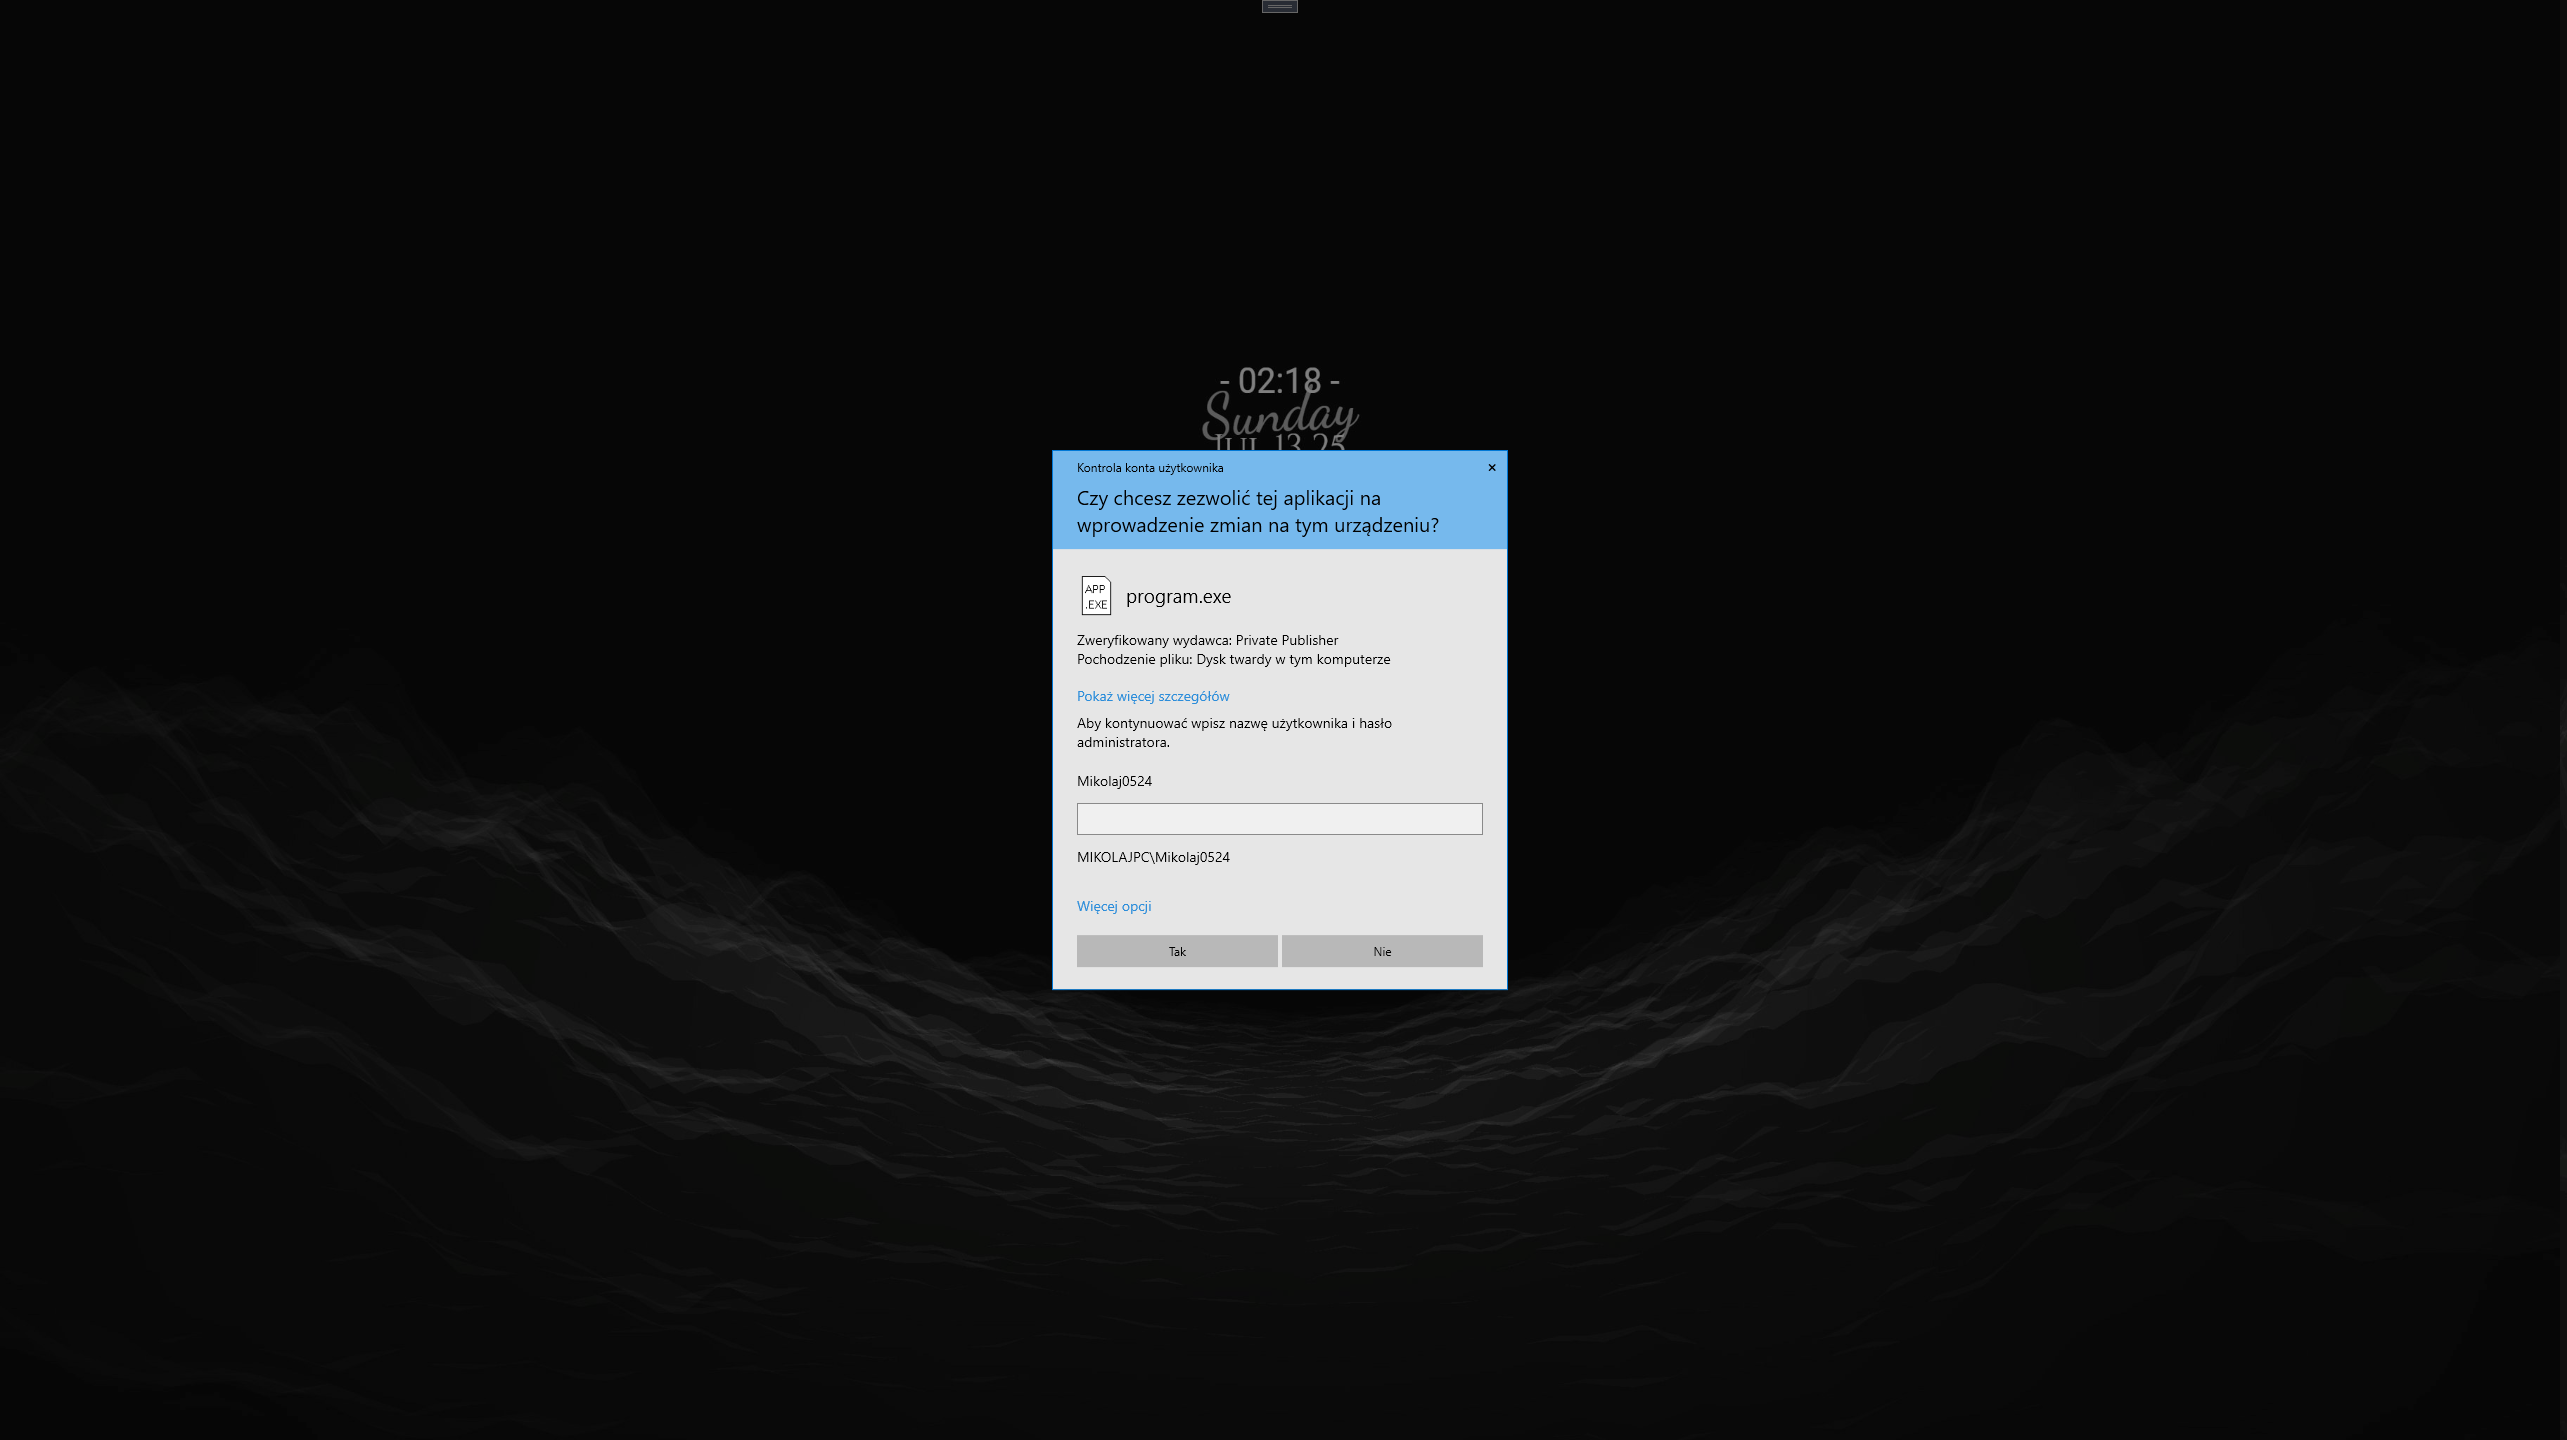 - 02:18 -
Sunday
JUL 13 25
Kontrola konta użytkownika
Czy chcesz zezwolić tej aplikacji na
wprowadzenie zmian na tym urządzeniu?
APP
.EXE
program.exe
Zweryfikowany wydawca: Private Publisher
Pochodzenie pliku: Dysk twardy w tym komputerze
Pokaż więcej szczegółów
Aby kontynuować wpisz nazwę użytkownika i hasło
administratora.
Mikolaj0524
MIKOLAJPC\Mikolaj0524
Więcej opcji
Tak
Nie